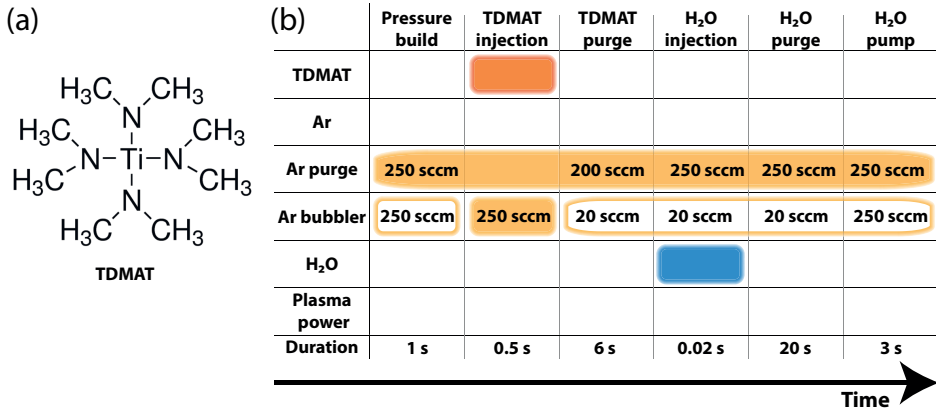 (a)
H₃C CH₃
N
H₃C CH₃
N Ti N
H₃C CH₃
N
H₃C CH₃
TDMAT
(b)
Pressure build TDMAT injection TDMAT purge H₂O injection H₂O purge H₂O pump
TDMAT
Ar
Ar purge 250 sccm 200 sccm 250 sccm 250 sccm 250 sccm
Ar bubbler 250 sccm 250 sccm 20 sccm 20 sccm 20 sccm 250 sccm
H₂O
Plasma
power
Duration 1 s 0.5 s 6 s 0.02 s 20 s 3 s
Time